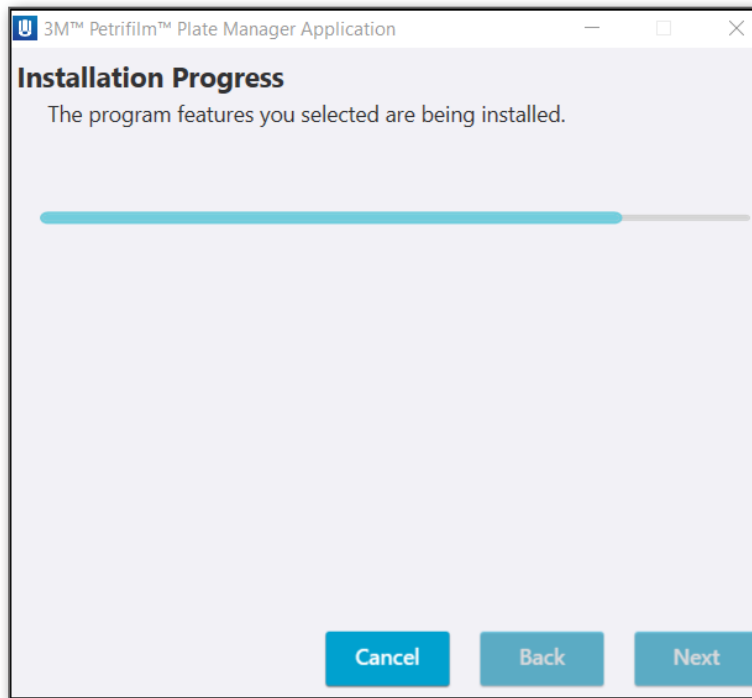 3M™ Petrifilm™ Plate Manager Application
Installation Progress
The program features you selected are being installed.
Cancel
Back
Next